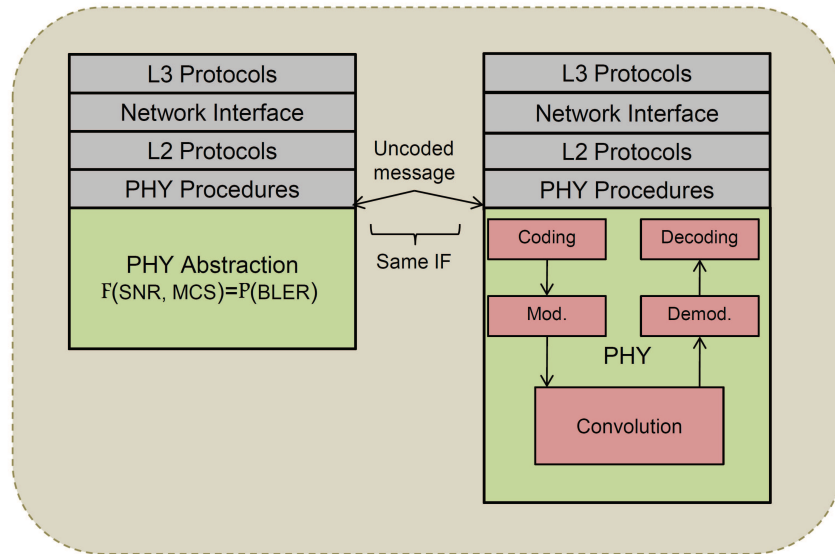 L3 Protocols
Network Interface
L2 Protocols
PHY Procedures
PHY Abstraction
F(SNR, MCS)=P(BLER)
Uncoded
message
Same IF
L3 Protocols
Network Interface
L2 Protocols
PHY Procedures
Coding
Decoding
Mod.
Demod.
PHY
Convolution